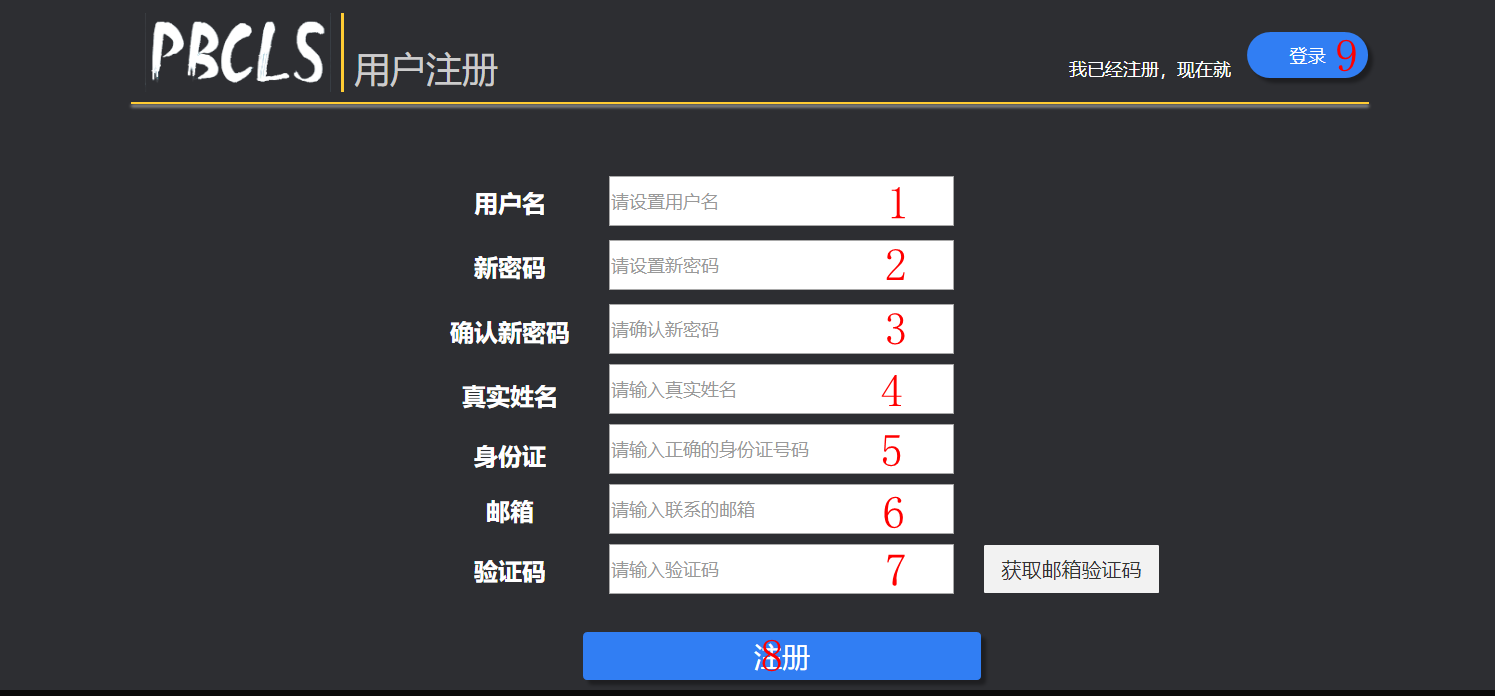 PBCLS 用户注册
我已经注册，现在就 登录 9
用户名 请设置用户名 1
新密码 请设置新密码 2
确认新密码 请确认新密码 3
真实姓名 请输入真实姓名 4
身份证 请输入正确的身份证号码 5
邮箱 请输入联系的邮箱 6
验证码 请输入验证码 7 获取邮箱验证码
注册 8